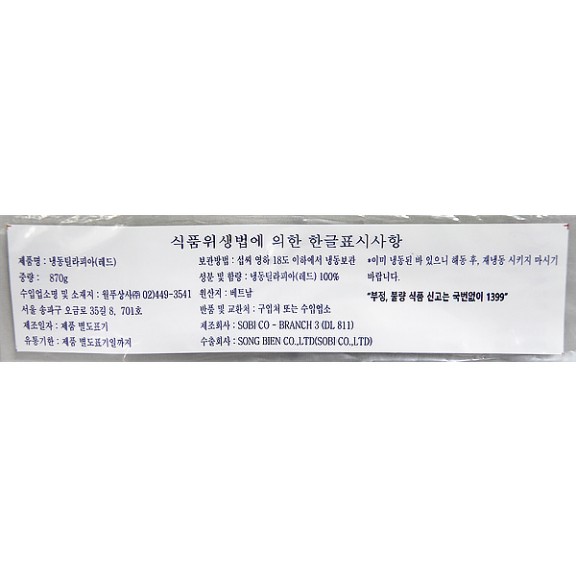 식품위생법에 의한 한글표시사항
제품명 : 냉동틸라피아(레드)
중량 : 870g
수입업소명 및 소재지 : 월푸상사㈜ 02)449-3541
서울 송파구 오금로 35길 8, 701호
제조일자 : 제품 별도표기
유통기한 : 제품 별도표기일까지
보관방법 : 섭씨 영하 18도 이하에서 냉동보관
성분 및 함량 : 냉동틸라피아(레드) 100%
원산지 : 베트남
반품 및 교환처 : 구입처 또는 수입업소
제조회사 : SOBI CO - BRANCH 3 (DL 811)
수출회사 : SONG BIEN CO.,LTD(SOBI CO.,LTD)
*이미 냉동된 바 있으니 해동 후, 재냉동 시키지 마시기
바랍니다.
"부정, 불량 식품 신고는 국번없이 1399"